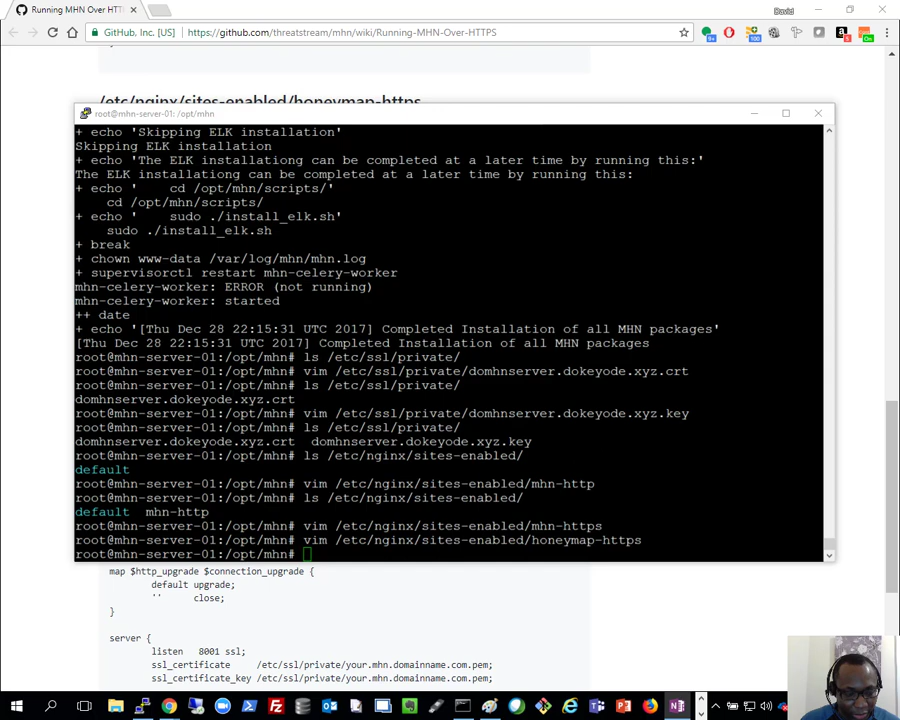 Running MHN Over HTT
David
GitHub, Inc. [US] https://github.com/threatstream/mhn/wiki/Running-MHN-Over-HTTPS
/etc/nginx/sites-enabled/honeymap-https
root@mhn-server-01: /opt/mhn
+ echo 'Skipping ELK installation'
Skipping ELK installation
+ echo 'The ELK installationg can be completed at a later time by running this:'
The ELK installationg can be completed at a later time by running this:
+ echo '    cd /opt/mhn/scripts/'
    cd /opt/mhn/scripts/
+ echo '    sudo ./install_elk.sh'
    sudo ./install_elk.sh
+ break
+ chown www-data /var/log/mhn/mhn.log
+ supervisorctl restart mhn-celery-worker
mhn-celery-worker: ERROR (not running)
mhn-celery-worker: started
++ date
+ echo '[Thu Dec 28 22:15:31 UTC 2017] Completed Installation of all MHN packages'
[Thu Dec 28 22:15:31 UTC 2017] Completed Installation of all MHN packages
root@mhn-server-01:/opt/mhn# ls /etc/ssl/private/
root@mhn-server-01:/opt/mhn# vim /etc/ssl/private/domhnserver.dokeyode.xyz.crt
root@mhn-server-01:/opt/mhn# ls /etc/ssl/private/
domhnserver.dokeyode.xyz.crt
root@mhn-server-01:/opt/mhn# vim /etc/ssl/private/domhnserver.dokeyode.xyz.key
root@mhn-server-01:/opt/mhn# ls /etc/ssl/private/
domhnserver.dokeyode.xyz.crt  domhnserver.dokeyode.xyz.key
root@mhn-server-01:/opt/mhn# ls /etc/nginx/sites-enabled/
default
root@mhn-server-01:/opt/mhn# vim /etc/nginx/sites-enabled/mhn-http
root@mhn-server-01:/opt/mhn# ls /etc/nginx/sites-enabled/
default  mhn-http
root@mhn-server-01:/opt/mhn# vim /etc/nginx/sites-enabled/mhn-https
root@mhn-server-01:/opt/mhn# vim /etc/nginx/sites-enabled/honeymap-https
root@mhn-server-01:/opt/mhn#
map $http_upgrade $connection_upgrade {
default upgrade;
'' close;
}
server {
listen 8001 ssl;
ssl_certificate /etc/ssl/private/your.mhn.domainname.com.pem;
ssl_certificate_key /etc/ssl/private/your.mhn.domainname.com.pem;